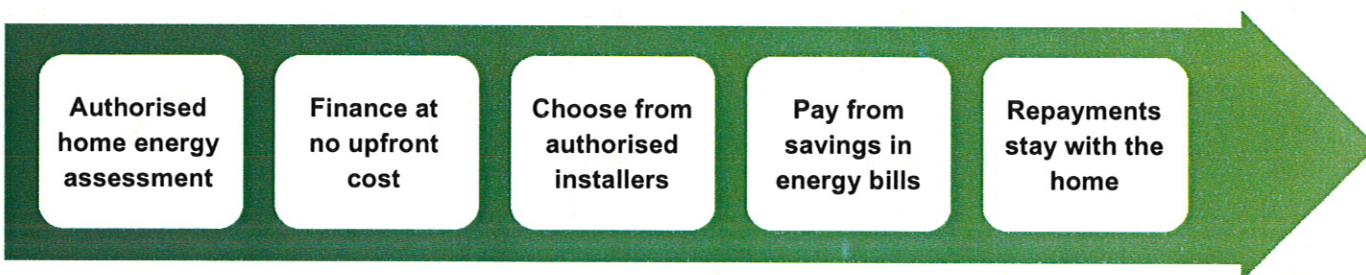 Authorised
home energy
assessment
Finance at
no upfront
cost
Choose from
authorised
installers
Pay from
savings in
energy bills
Repayments
stay with the
home